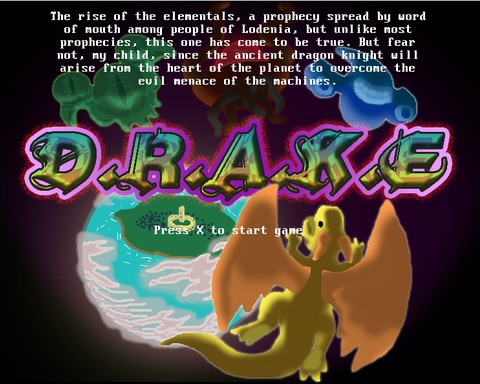 The rise of the elementals, a prophecy spread by word
of mouth among people of Lodenia, but unlike most
prophecies, this one has come to be true. But fear
not, my child, since the ancient dragon knight will
arise from the heart of the planet to overcome the
evil menace of the machines.
D.R.A.K.E
Press X to start game